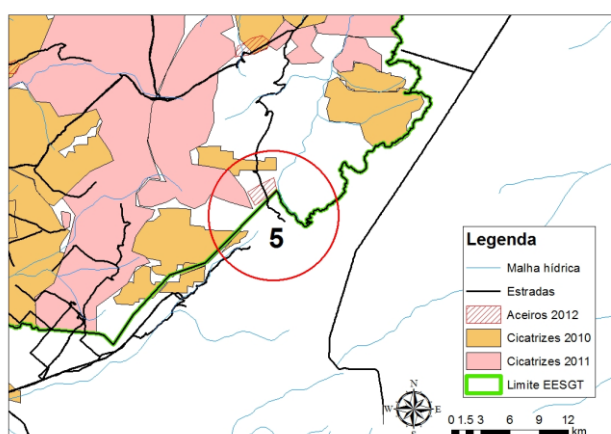 5
Legenda
Malha hídrica
Estradas
Aceiros 2012
Cicatrizes 2010
Cicatrizes 2011
Limite EESGT
N
W E
S
0 1.5 3 6 9 12
km